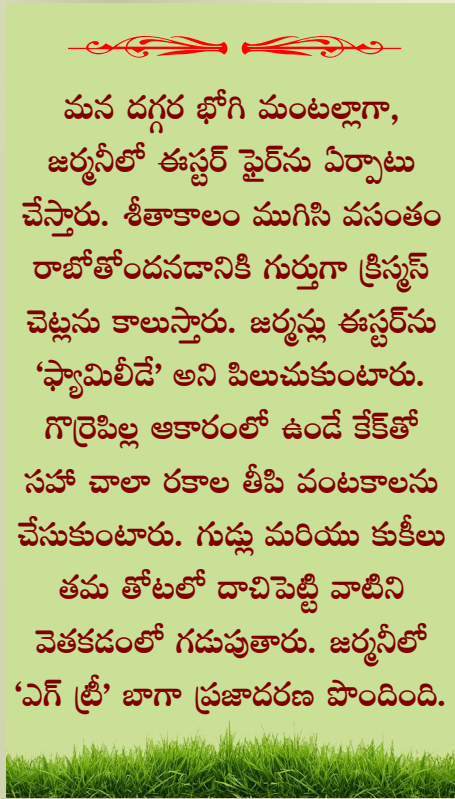 మన దగ్గర భోగి మంటల్లాగా,
జర్మనీలో ఈస్టర్ ఫైర్‌ను ఏర్పాటు
చేస్తారు. శీతాకాలం ముగిసి వసంతం
రాబోతోందనడానికి గుర్తుగా క్రిస్మస్
చెట్లను కాలుస్తారు. జర్మన్లు ఈస్టర్‌ను
‘ఫ్యామిలీడే’ అని పిలుచుకుంటారు.
గొర్రెపిల్ల ఆకారంలో ఉండే కేక్‌తో
సహా చాలా రకాల తీపి వంటకాలను
చేసుకుంటారు. గుడ్లు మరియు కుకీలు
తమ తోటలో దాచిపెట్టి వాటిని
వెతకడంలో గడుపుతారు. జర్మనీలో
‘ఎగ్ ట్రీ’ బాగా ప్రజాదరణ పొందింది.